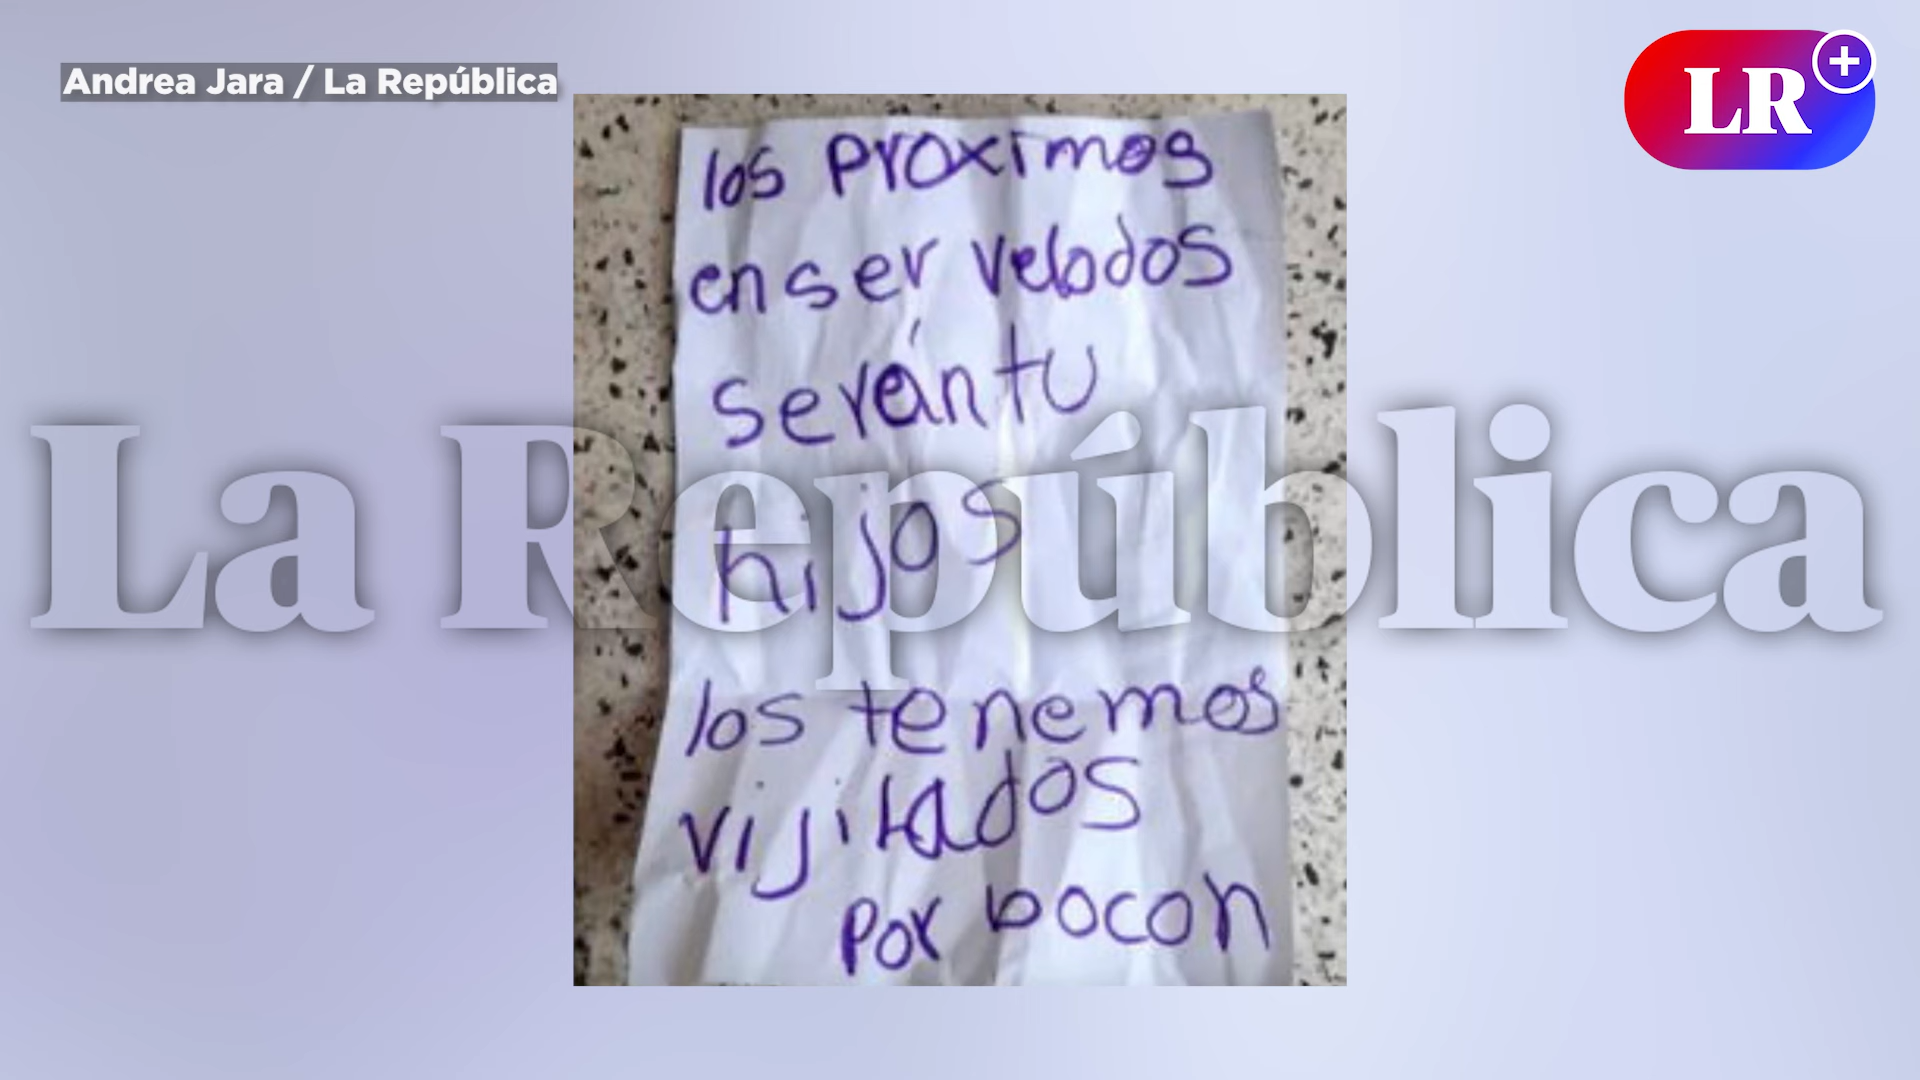 Andrea Jara / La República
LR+
los proximos
en ser velados
serán tu
hijos
los tenemos
vijilados
Por bocon
La República